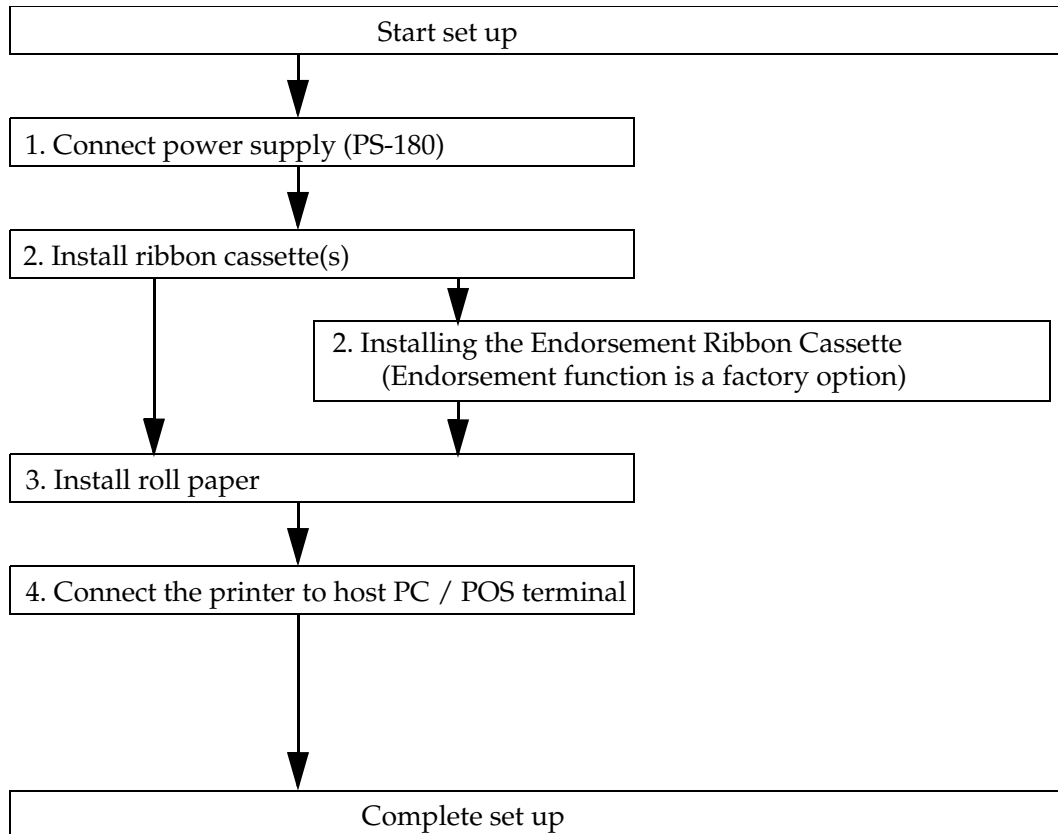 Start set up
1. Connect power supply (PS-180)
2. Install ribbon cassette(s)
2. Installing the Endorsement Ribbon Cassette
(Endorsement function is a factory option)
3. Install roll paper
4. Connect the printer to host PC / POS terminal
Complete set up